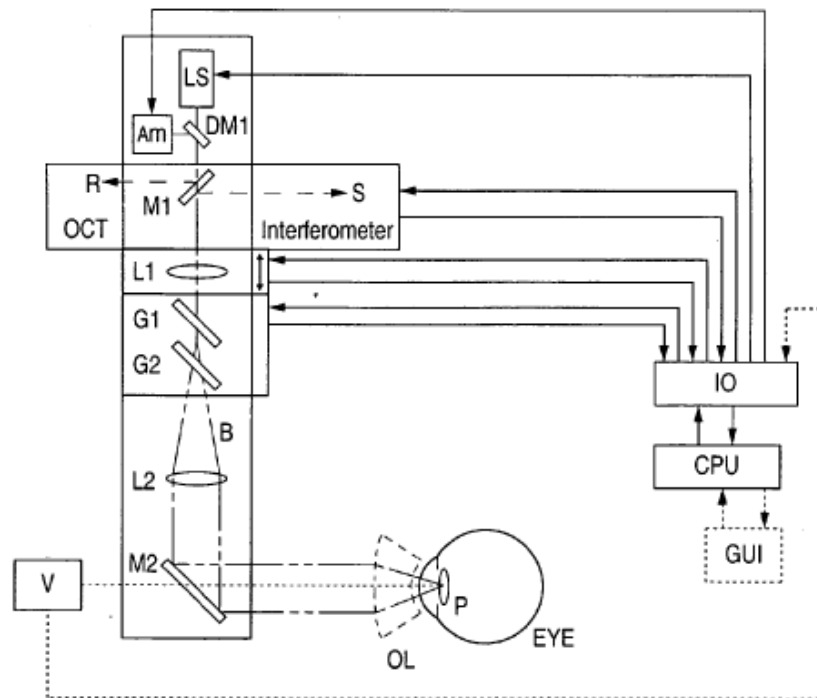 LS
Am
DM1
R
M1
S
OCT
Interferometer
L1
G1
G2
IO
B
CPU
L2
GUI
M2
V
P
EYE
OL